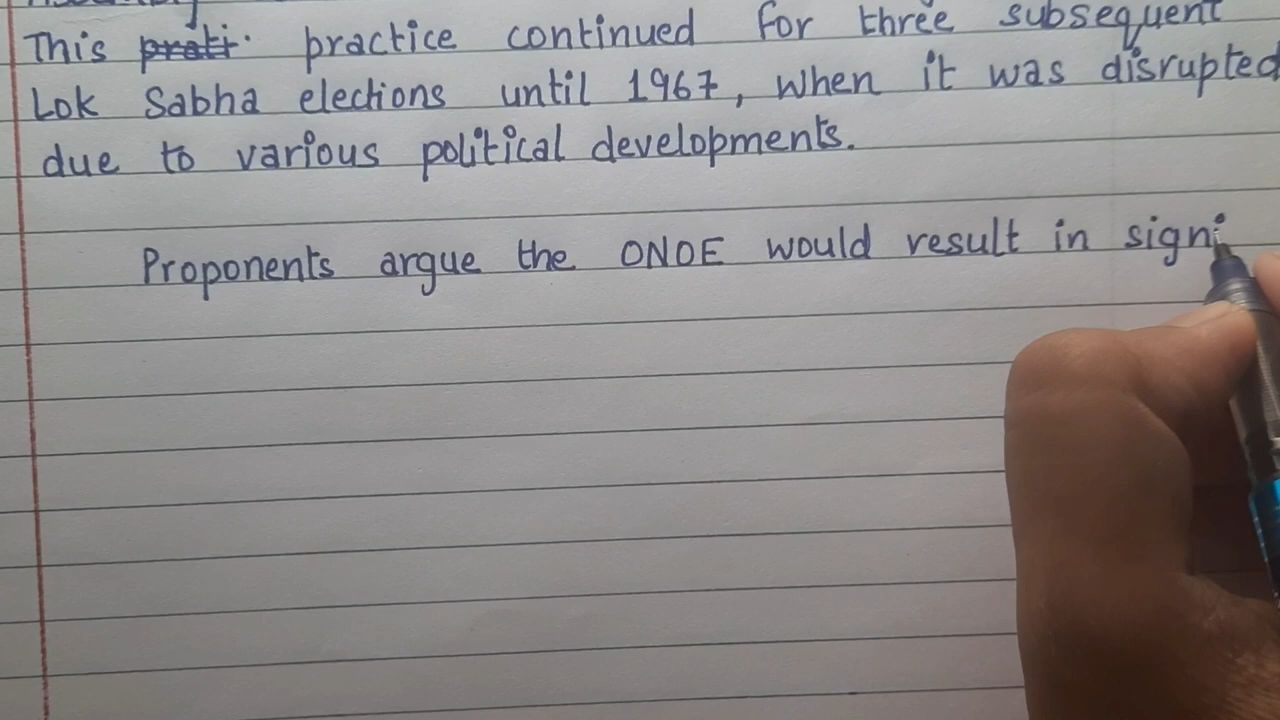 This prati. practice continued for three subsequent
Lok Sabha elections until 1967, when it was disrupted
due to various political developments.
Proponents argue the ONOE would result in signi